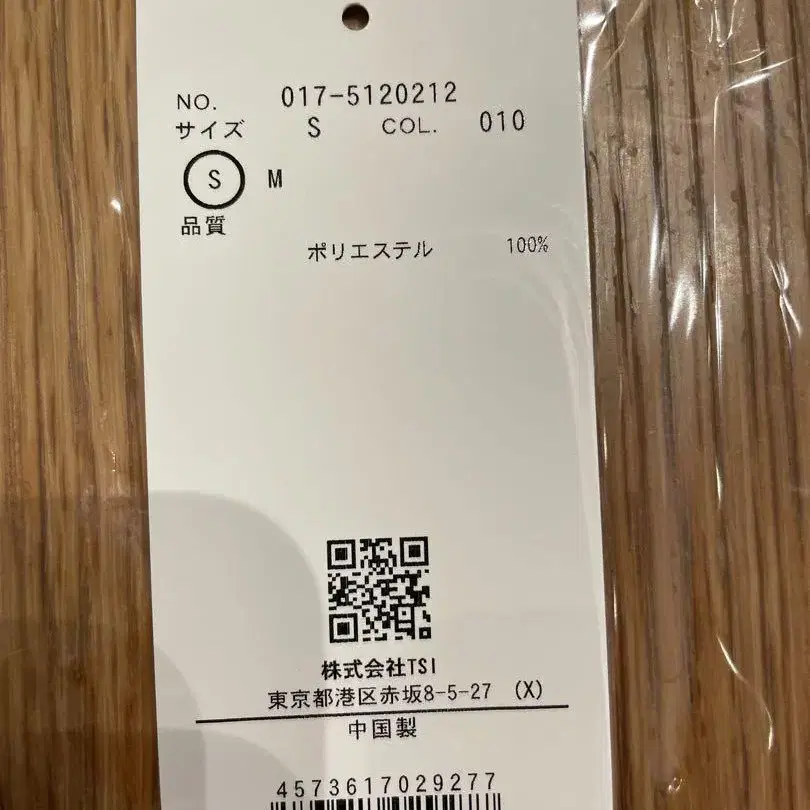 NO. 017-5120212
サイズ S COL. 010
S M
品質
ポリエステル 100%
株式会社TSI
東京都港区赤坂8-5-27 (X)
中国製
4573617029277